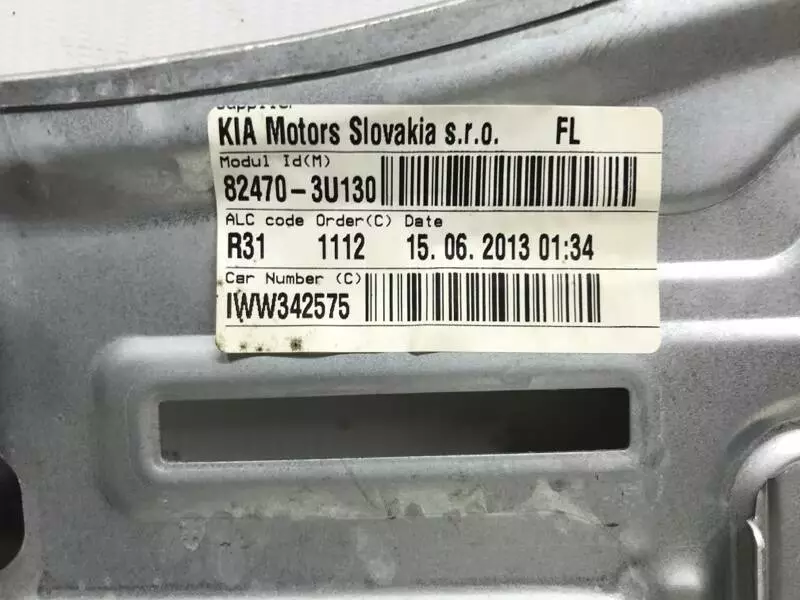 Supplier
KIA Motors Slovakia s.r.o. FL
Modul Id(M)
82470-3U130
ALC code Order(C) Date
R31 1112 15. 06. 2013 01:34
Car Number (C)
IWW342575